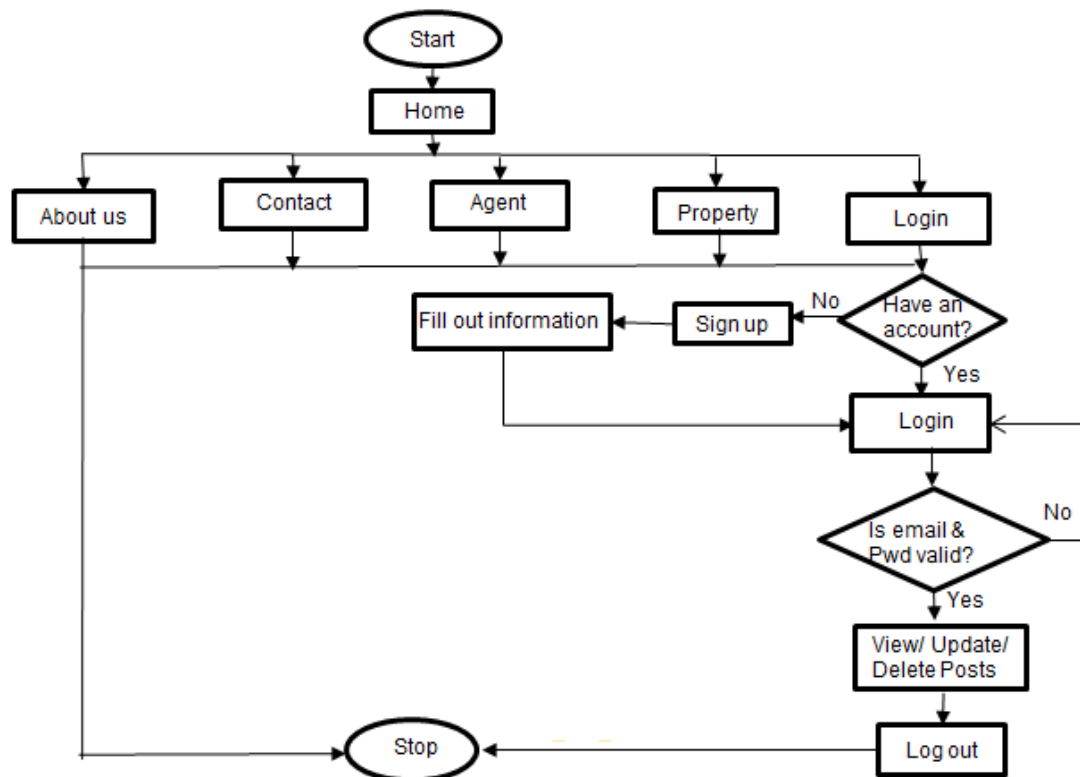 Start
Home
About us
Contact
Agent
Property
Login
Have an
account?
No
Sign up
Fill out information
Yes
Login
Is email &
Pwd valid?
No
Yes
View/ Update/
Delete Posts
Log out
Stop